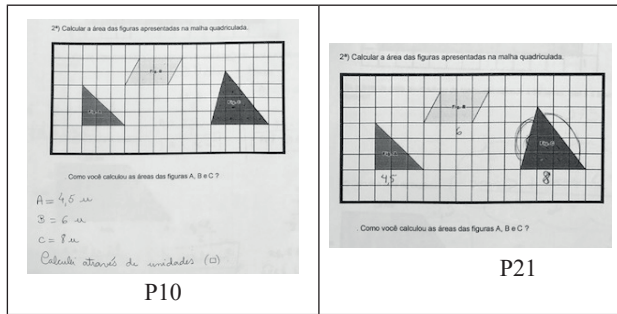 2ª) Calcular a área das figuras apresentadas na malha quadriculada.
Fig. B
Como você calculou as áreas das figuras A, B e C ?
A = 4,5 u
B = 6 u
C = 8 u
Calculei através de unidades (□)
P10
2ª) Calcular a área das figuras apresentadas na malha quadriculada.
6
4,5
8
Como você calculou as áreas das figuras A, B e C ?
P21